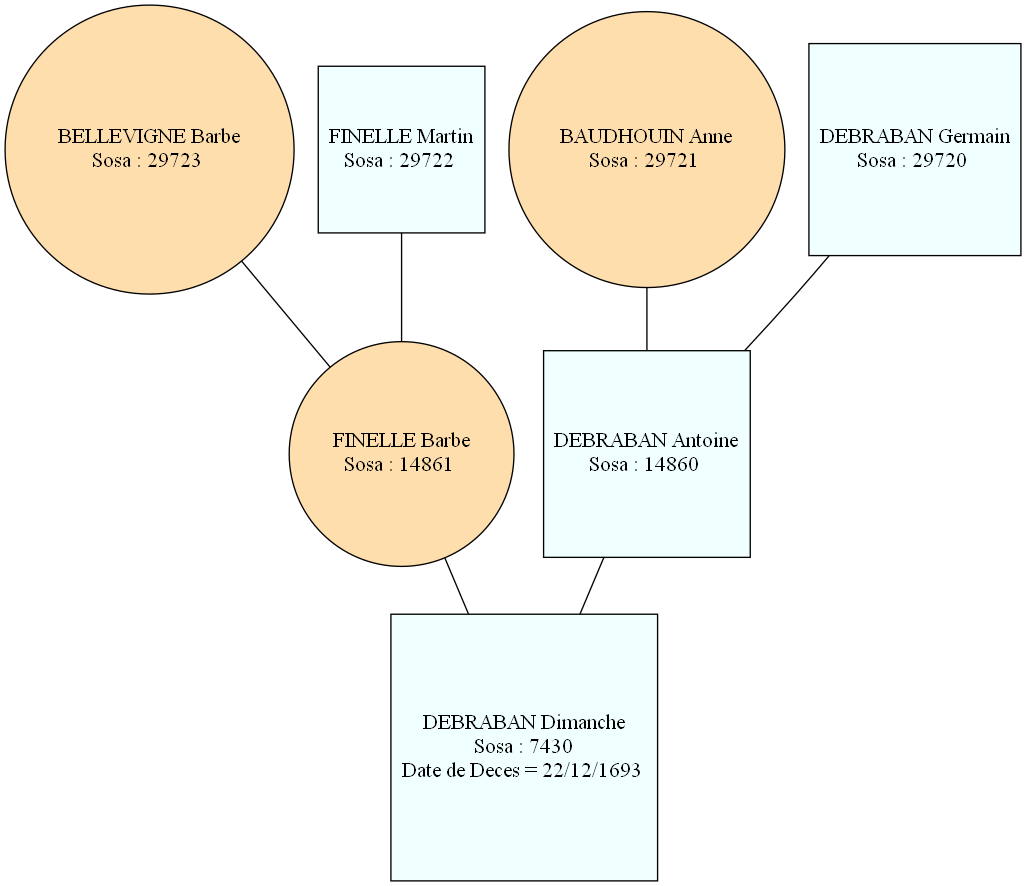 BELLEVIGNE Barbe
Sosa : 29723
FINELLE Martin
Sosa : 29722
BAUDHOUIN Anne
Sosa : 29721
DEBRABAN Germain
Sosa : 29720
FINELLE Barbe
Sosa : 14861
DEBRABAN Antoine
Sosa : 14860
DEBRABAN Dimanche
Sosa : 7430
Date de Deces = 22/12/1693